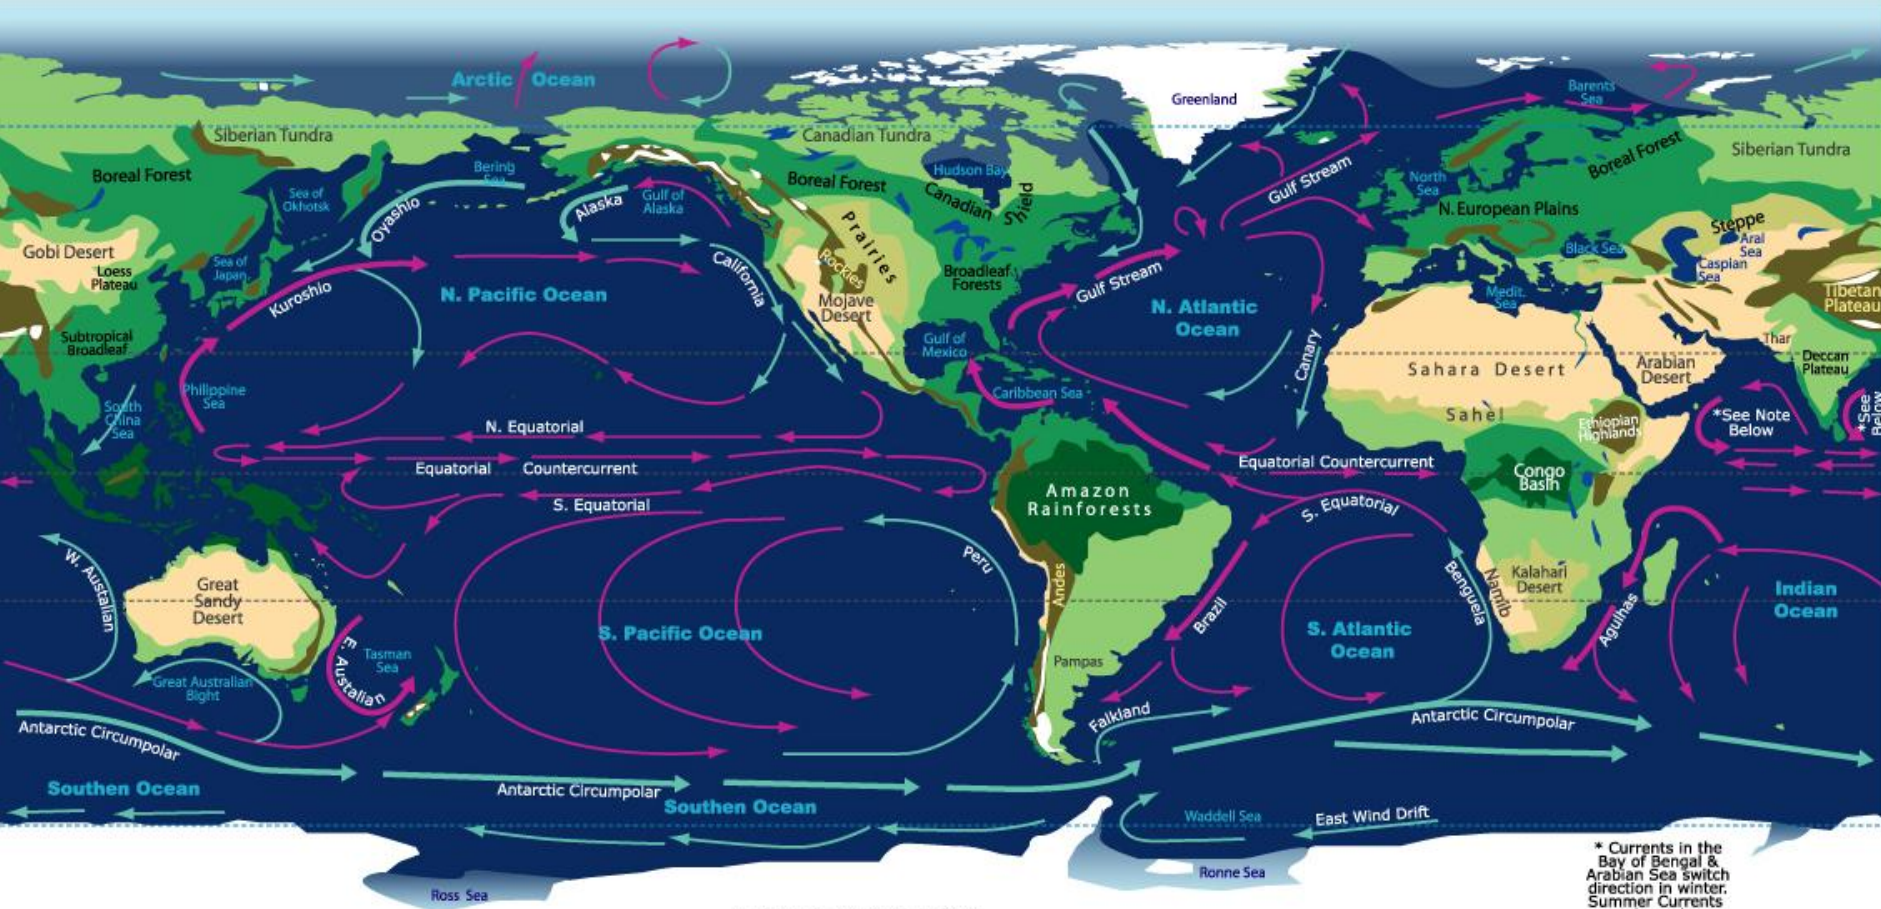 Arctic Ocean
Greenland
Barents
Sea
Siberian Tundra
Canadian Tundra
Boreal Forest
Siberian Tundra
Boreal Forest
Bering
Sea
Hudson Bay
Sea of
Okhotsk
Oyashio
Alaska
Gulf of
Alaska
Boreal Forest
Canadian
Shield
Gulf Stream
North
Sea
N. European Plains
Steppe
Gobi Desert
Loess
Plateau
Sea of
Japan
Kuroshio
N. Pacific Ocean
California
Prairies
Rockies
Mojave
Desert
Broadleaf
Forests
Gulf Stream
N. Atlantic
Ocean
Medit.
Sea
Black Sea
Caspian
Sea
Aral
Sea
Tibetan
Plateau
Subtropical
Broadleaf
Gulf of
Mexico
Canary
Sahara Desert
Arabian
Desert
Thar
Deccan
Plateau
Philippine
Sea
South
China
Sea
Caribbean Sea
Sahel
Ethiopian
Highlands
*See Note
Below
*See
Below
N. Equatorial
Equatorial Countercurrent
S. Equatorial
Amazon
Rainforests
Equatorial Countercurrent
S. Equatorial
Congo
Basin
W. Austalian
Great
Sandy
Desert
Peru
Andes
Brazil
Benguela
Namib
Kalahari
Desert
Agulhas
Indian
Ocean
S. Pacific Ocean
S. Atlantic
Ocean
E. Austalian
Tasman
Sea
Great Australian
Bight
Pampas
Falkland
Antarctic Circumpolar
Antarctic Circumpolar
Antarctic Circumpolar
Southen Ocean
Southen Ocean
Waddell Sea
East Wind Drift
Ross Sea
Ronne Sea
* Currents in the
Bay of Bengal &
Arabian Sea switch
direction in winter.
Summer Currents